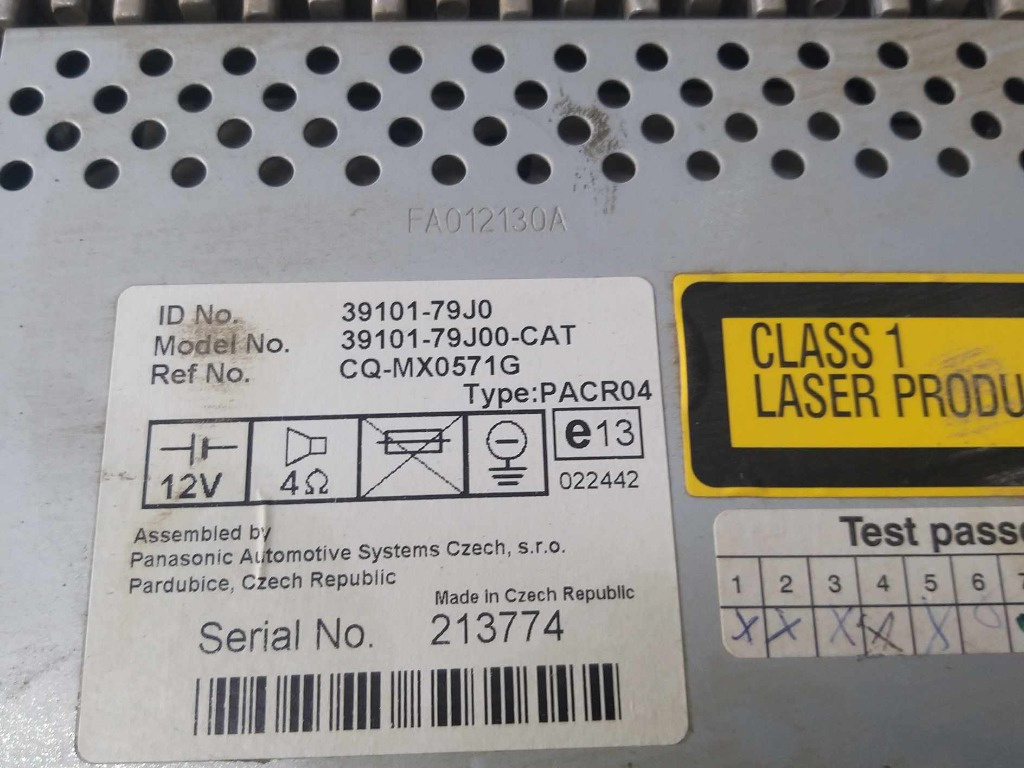 FA012130A
ID No. 39101-79J0
Model No. 39101-79J00-CAT
Ref No. CQ-MX0571G
Type:PACR04
12V 4Ω e13
022442
Assembled by
Panasonic Automotive Systems Czech, s.r.o.
Pardubice, Czech Republic
Made in Czech Republic
Serial No. 213774
CLASS 1
LASER PRODU
Test passe
1 2 3 4 5 6 7
X X X X X